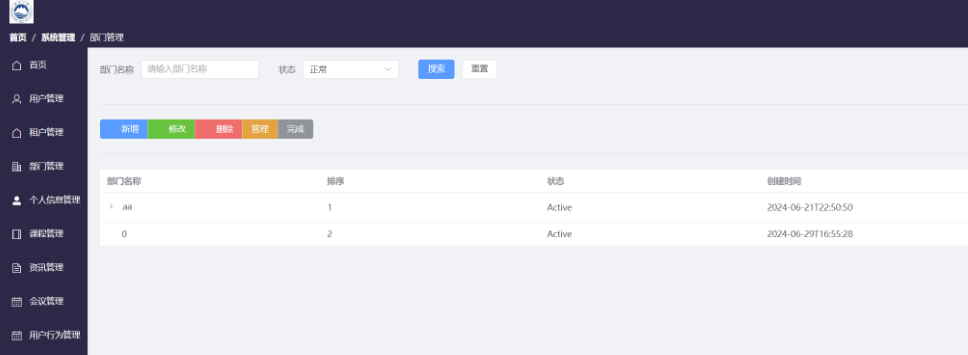 首页 / 系统管理 / 部门管理
首页
用户管理
租户管理
部门管理
个人信息管理
课程管理
资讯管理
会议管理
用户行为管理
部门名称 请输入部门名称 状态 正常 搜索 重置
新增 修改 删除 管理 完成
部门名称 排序 状态 创建时间
aa 1 Active 2024-06-21T22:50:50
0 2 Active 2024-06-29T16:55:28